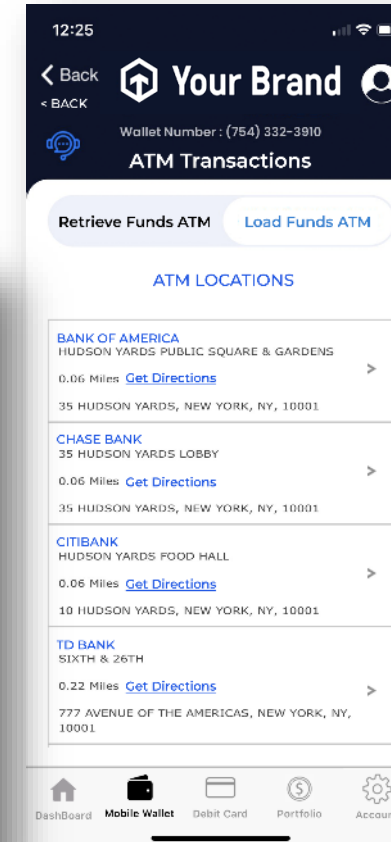 12:25
Back
< BACK
Your Brand
Wallet Number : (754) 332-3910
ATM Transactions
Retrieve Funds ATM
Load Funds ATM
ATM LOCATIONS
BANK OF AMERICA
HUDSON YARDS PUBLIC SQUARE & GARDENS
0.06 Miles Get Directions
35 HUDSON YARDS, NEW YORK, NY, 10001
CHASE BANK
35 HUDSON YARDS LOBBY
0.06 Miles Get Directions
35 HUDSON YARDS, NEW YORK, NY, 10001
CITIBANK
HUDSON YARDS FOOD HALL
0.06 Miles Get Directions
10 HUDSON YARDS, NEW YORK, NY, 10001
TD BANK
SIXTH & 26TH
0.22 Miles Get Directions
777 AVENUE OF THE AMERICAS, NEW YORK, NY,
10001
DashBoard
Mobile Wallet
Debit Card
Portfolio
Accoun